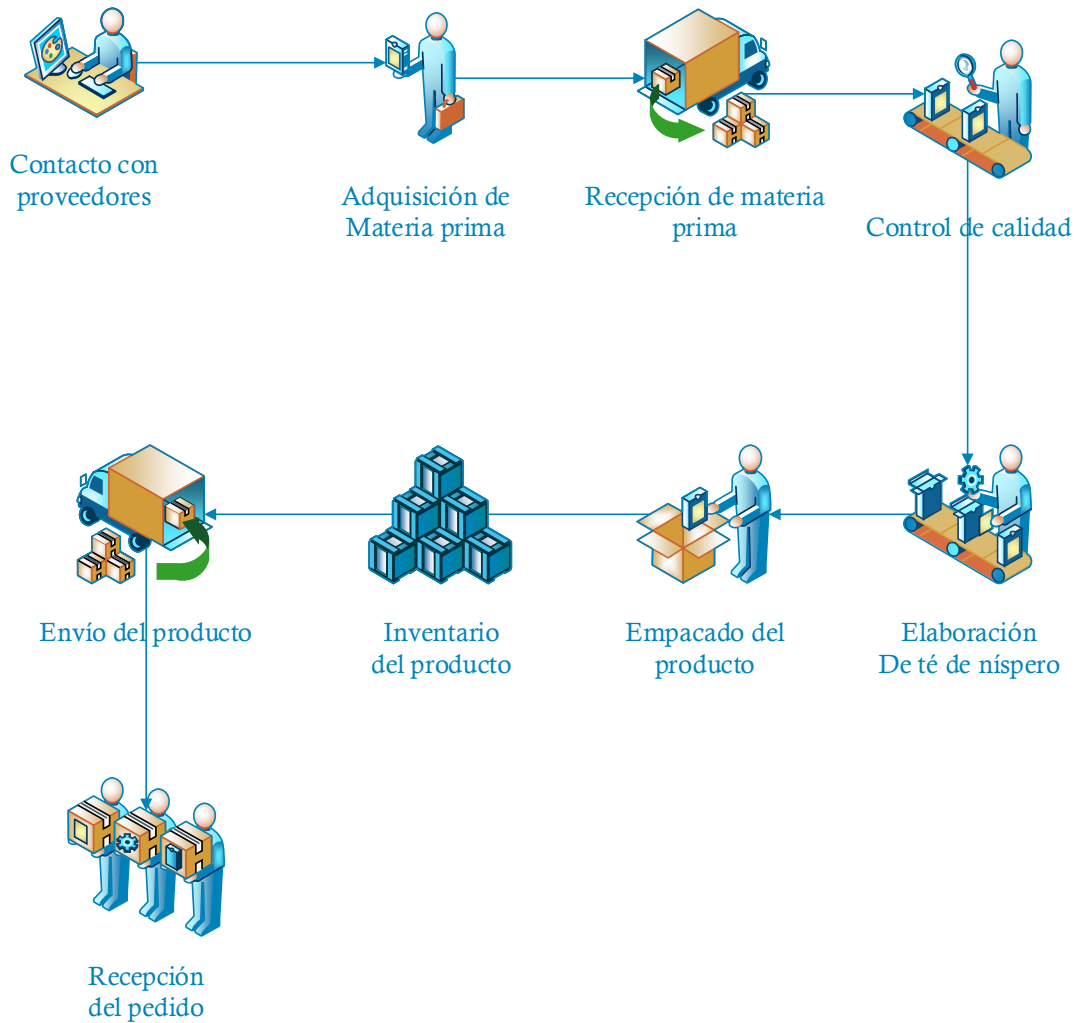 Contacto con
proveedores
Adquisición de
Materia prima
Recepción de materia
prima
Control de calidad
Envío del producto
Inventario
del producto
Empacado del
producto
Elaboración
De té de níspero
Recepción
del pedido